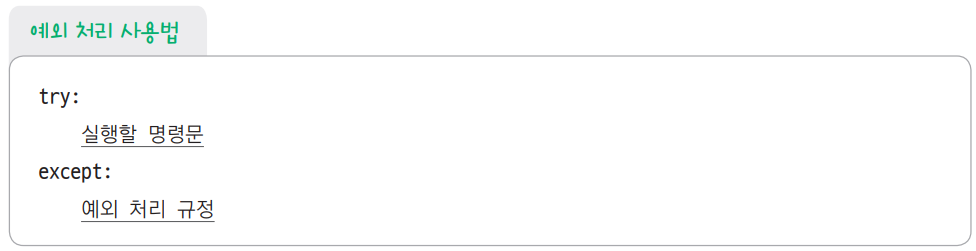 예외 처리 사용법
try:
실행할 명령문
except:
예외 처리 규정